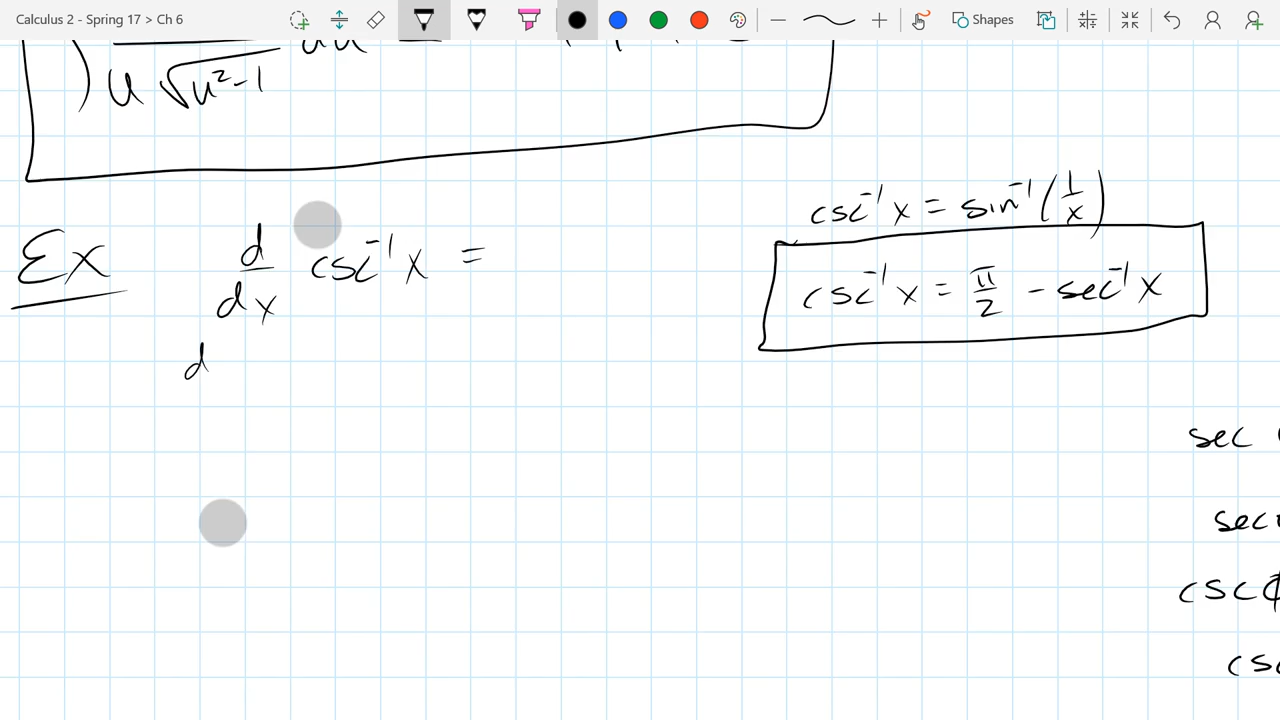 Calculus 2 - Spring 17 > Ch 6
Shapes
u √u²-1
csc⁻¹x = sin⁻¹(1/x)
Ex d/dx csc⁻¹x =
csc⁻¹x = π/2 - sec⁻¹x
d
sec
sec
csc ϕ
csc